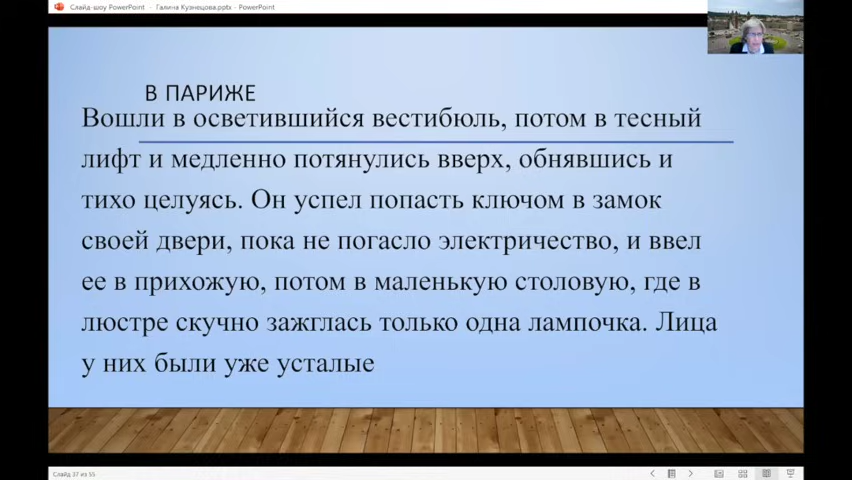 Слайд-шоу PowerPoint - Галина Кузнецова.pptx - PowerPoint
В ПАРИЖЕ
Вошли в осветившийся вестибюль, потом в тесный
лифт и медленно потянулись вверх, обнявшись и
тихо целуясь. Он успел попасть ключом в замок
своей двери, пока не погасло электричество, и ввел
ее в прихожую, потом в маленькую столовую, где в
люстре скучно зажглась только одна лампочка. Лица
у них были уже усталые
Слайд 37 из 55